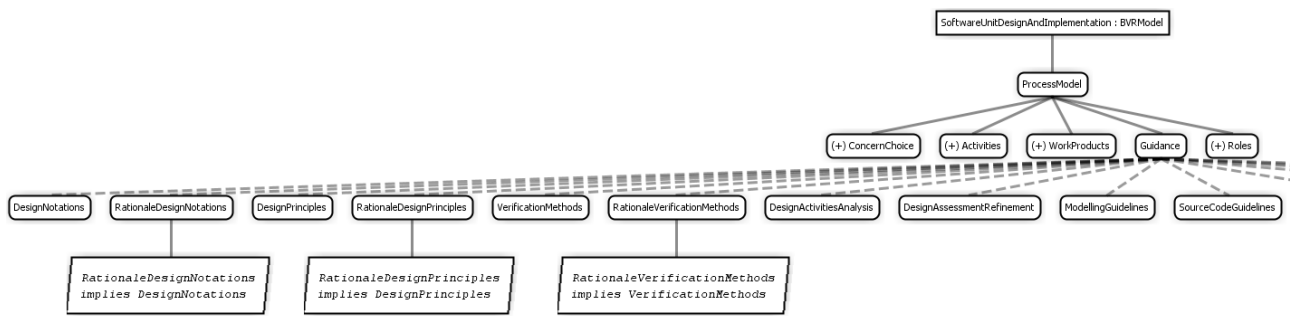 SoftwareUnitDesignAndImplementation : BVRModel
ProcessModel
(+) ConcernChoice
(+) Activities
(+) WorkProducts
Guidance
(+) Roles
DesignNotations
RationaleDesignNotations
DesignPrinciples
RationaleDesignPrinciples
VerificationMethods
RationaleVerificationMethods
DesignActivitiesAnalysis
DesignAssessmentRefinement
ModellingGuidelines
SourceCodeGuidelines
RationaleDesignNotations
implies DesignNotations
RationaleDesignPrinciples
implies DesignPrinciples
RationaleVerificationMethods
implies VerificationMethods